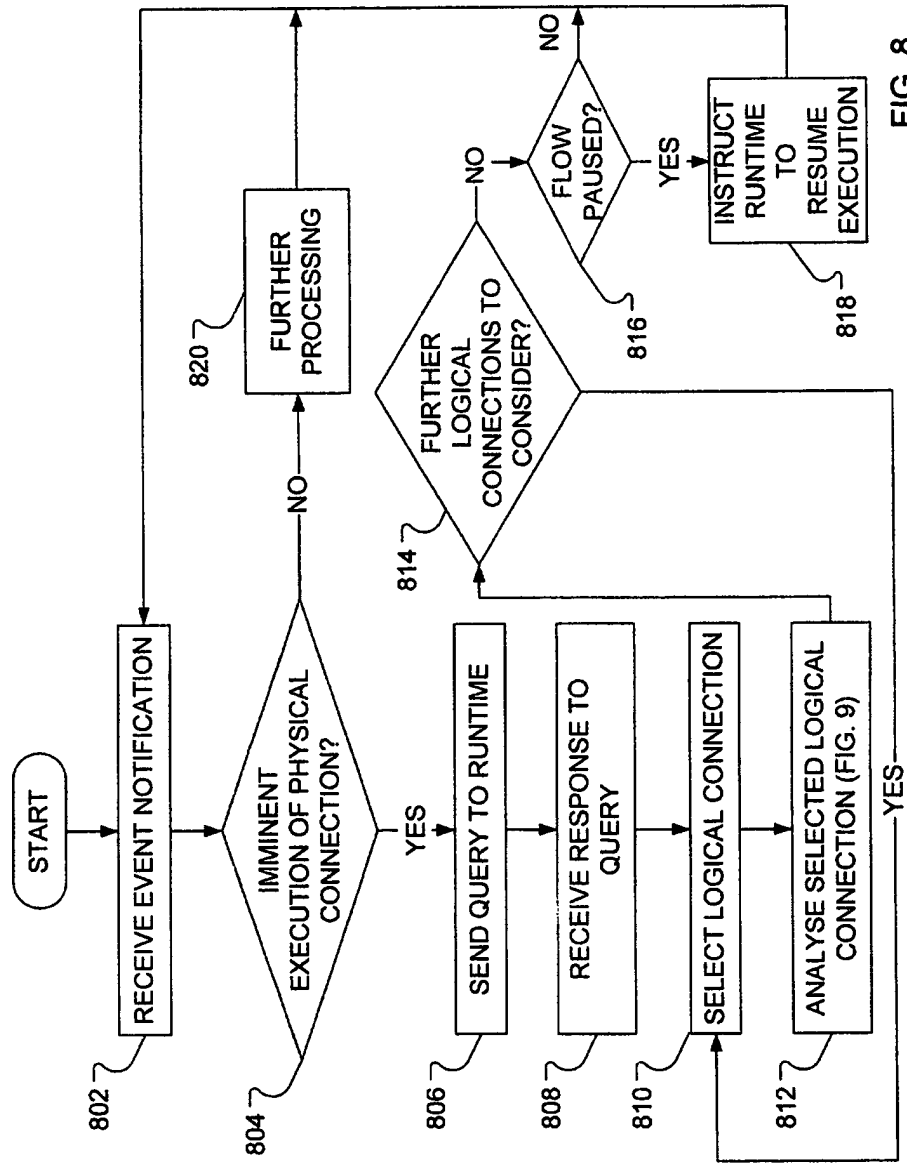 START
RECEIVE EVENT NOTIFICATION
802
IMMINENT
EXECUTION OF PHYSICAL
CONNECTION?
804
NO
YES
FURTHER
PROCESSING
820
SEND QUERY TO RUNTIME
806
RECEIVE RESPONSE TO
QUERY
808
SELECT LOGICAL CONNECTION
810
ANALYSE SELECTED LOGICAL
CONNECTION (FIG. 9)
812
FURTHER
LOGICAL
CONNECTIONS TO
CONSIDER?
814
YES
NO
FLOW
PAUSED?
816
NO
YES
INSTRUCT
RUNTIME
TO
RESUME
EXECUTION
818
FIG. 8